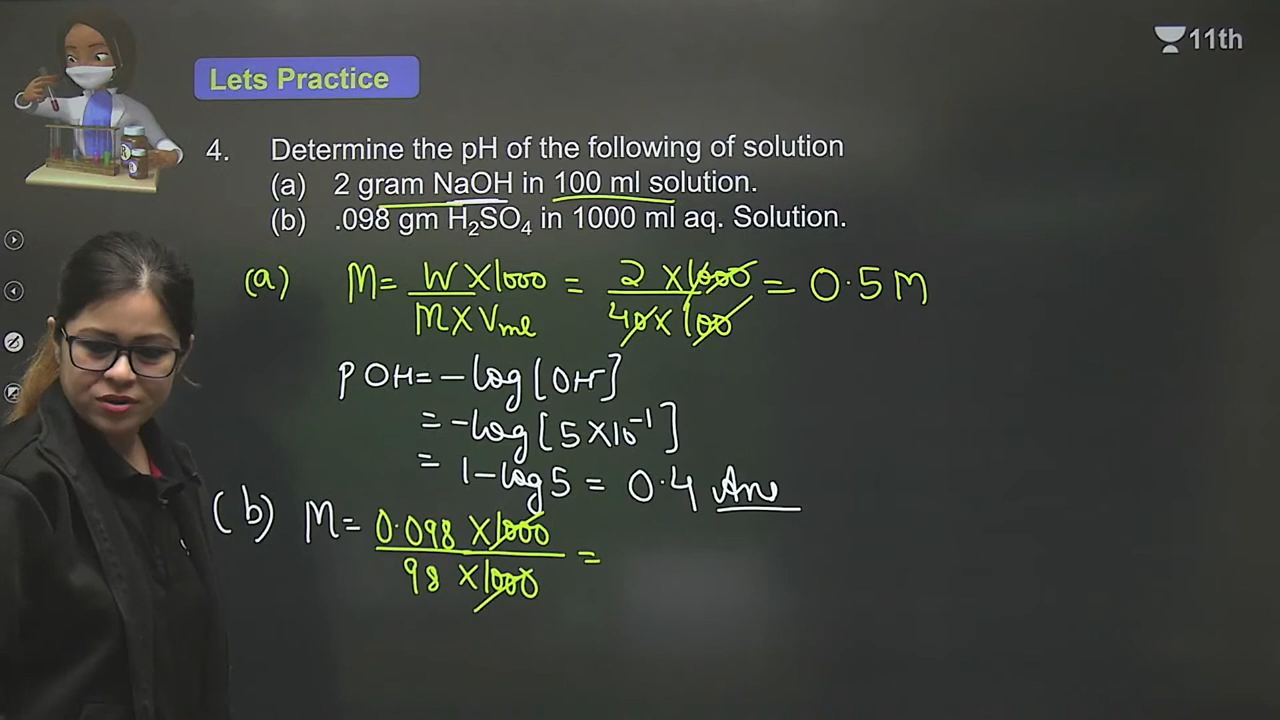 11th
Lets Practice
4. Determine the pH of the following of solution
(a) 2 gram NaOH in 100 ml solution.
(b) .098 gm H₂SO₄ in 1000 ml aq. Solution.
(a) M = W×1000 / M×Vml = 2×1000 / 40×100 = 0.5 M
POH = -log[OH⁻]
= -log[5×10⁻¹]
= 1-log5 = 0.4 Ans
(b) M = 0.098×1000 / 98×1000 =